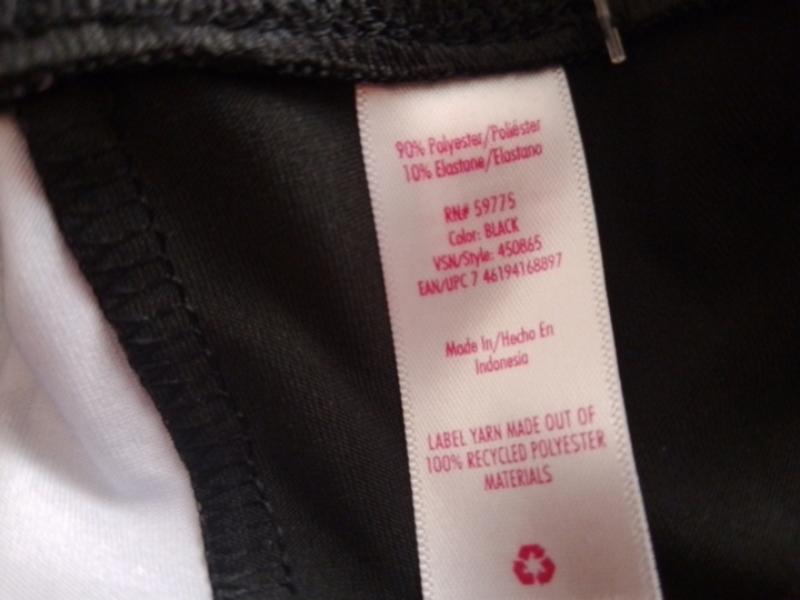 90% Polyester/Poliéster
10% Elastane/Elastano
RN# 59775
Color: BLACK
VSN/Style: 450865
EAN/UPC 7 46194168897
Made In/Hecho En
Indonesia
LABEL YARN MADE OUT OF
100% RECYCLED POLYESTER
MATERIALS